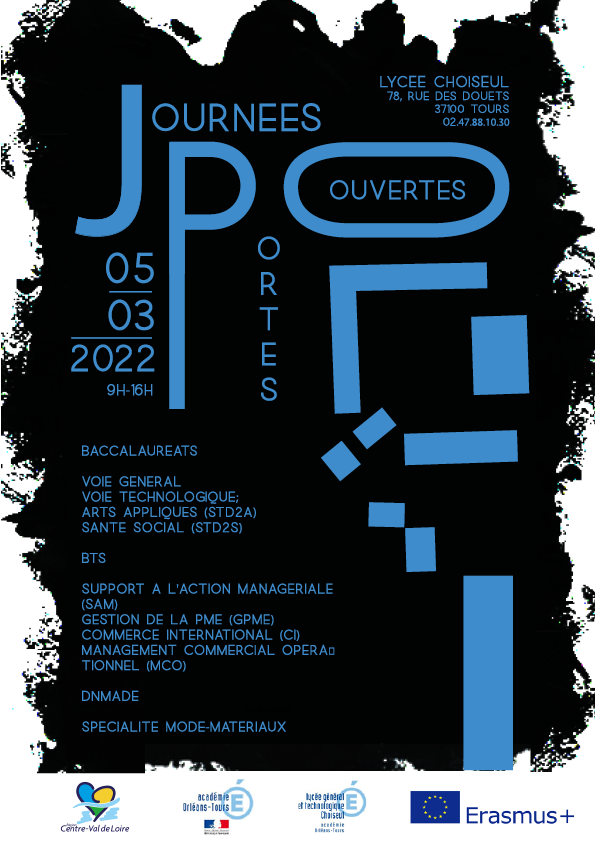 LYCEE CHOISEUL
78, RUE DES DOUETS
37100 TOURS
02.47.88.10.30
JOURNEES
PORTES
OUVERTES
05
03
2022
9H-16H
BACCALAUREATS
VOIE GENERAL
VOIE TECHNOLOGIQUE;
ARTS APPLIQUES (STD2A)
SANTE SOCIAL (STD2S)
BTS
SUPPORT A L'ACTION MANAGERIALE
(SAM)
GESTION DE LA PME (GPME)
COMMERCE INTERNATIONAL (CI)
MANAGEMENT COMMERCIAL OPERA▯
TIONNEL (MCO)
DNMADE
SPECIALITE MODE-MATERIAUX
Centre-Val de Loire
académie
Orléans-Tours
é
lycée général
et technologique
Choiseul
académie
Orléans-Tours
é
Erasmus+